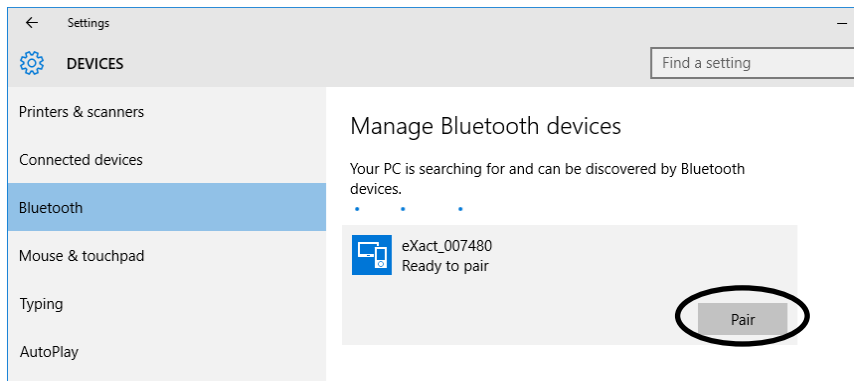 Settings
DEVICES
Find a setting
Printers & scanners
Connected devices
Bluetooth
Mouse & touchpad
Typing
AutoPlay
Manage Bluetooth devices
Your PC is searching for and can be discovered by Bluetooth
devices.
eXact_007480
Ready to pair
Pair